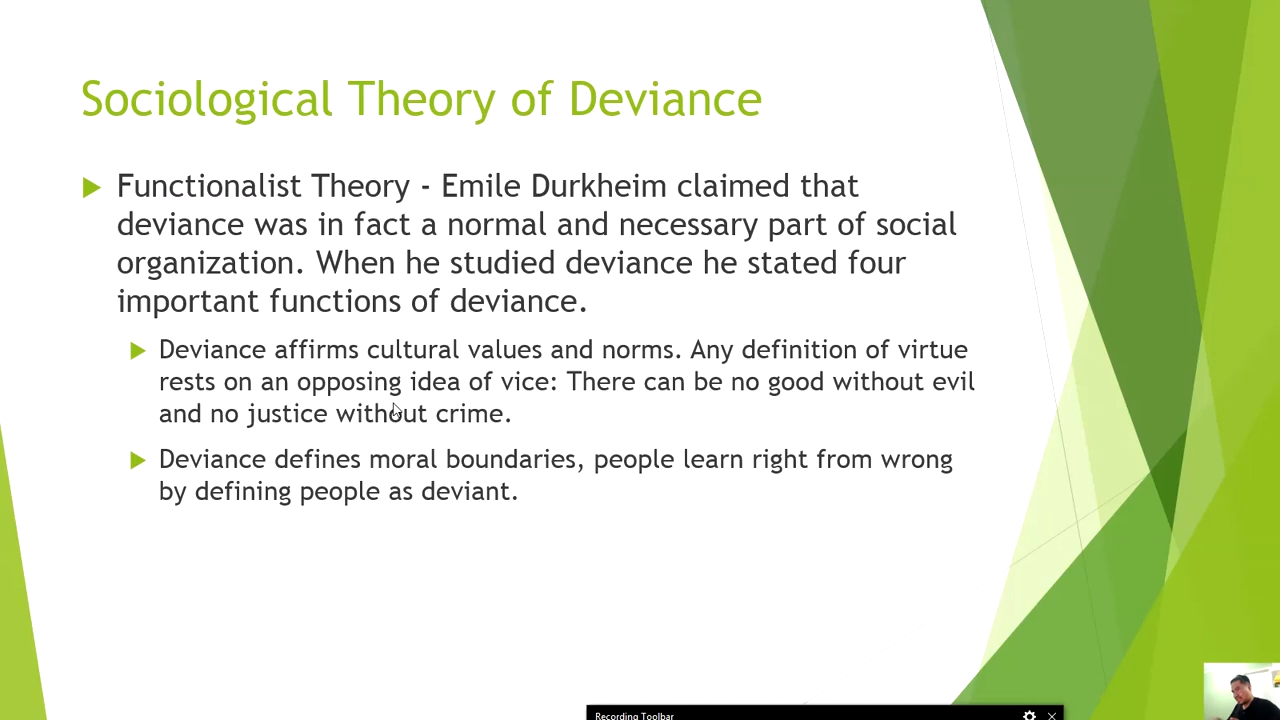 Sociological Theory of Deviance
Functionalist Theory - Emile Durkheim claimed that
deviance was in fact a normal and necessary part of social
organization. When he studied deviance he stated four
important functions of deviance.
Deviance affirms cultural values and norms. Any definition of virtue
rests on an opposing idea of vice: There can be no good without evil
and no justice without crime.
Deviance defines moral boundaries, people learn right from wrong
by defining people as deviant.
Recording Toolbar